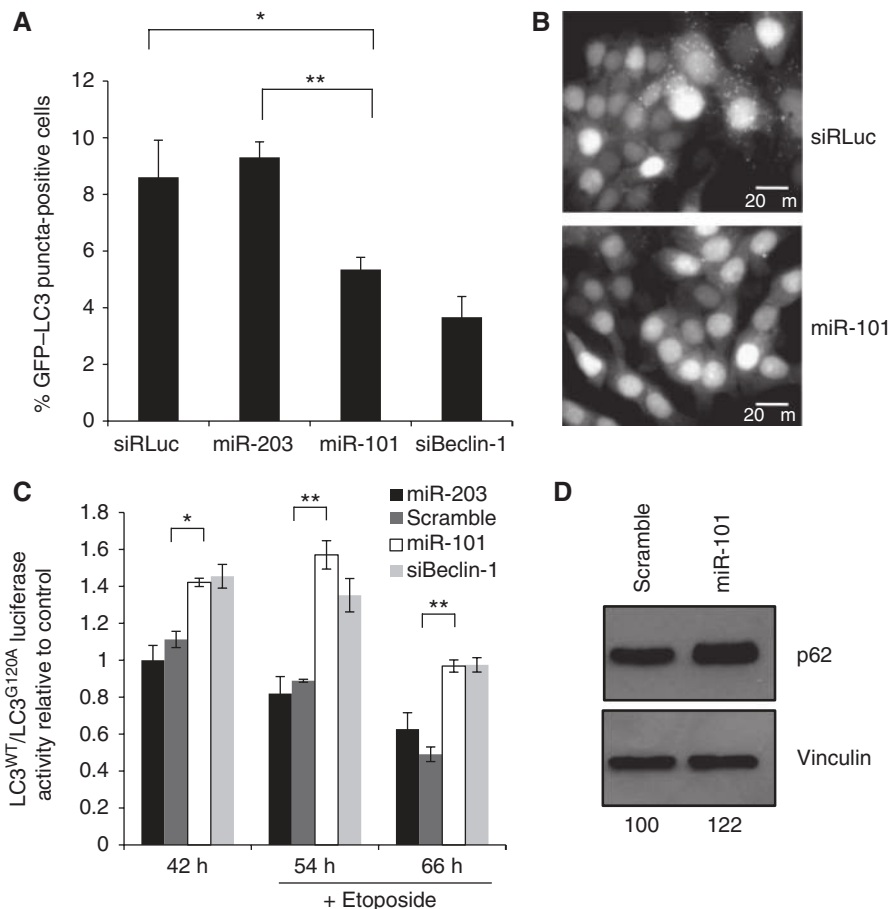 A
% GFP–LC3 puncta-positive cells
12
10
8
6
4
2
0
*
**
siRLuc
miR-203
miR-101
siBeclin-1
B
siRLuc
20 m
miR-101
20 m
C
LC3WT/LC3G120A luciferase
activity relative to control
1.8
1.6
1.4
1.2
1
0.8
0.6
0.4
0.2
0
*
**
**
miR-203
Scramble
miR-101
siBeclin-1
42 h
54 h
66 h
+ Etoposide
D
Scramble
miR-101
p62
Vinculin
100
122